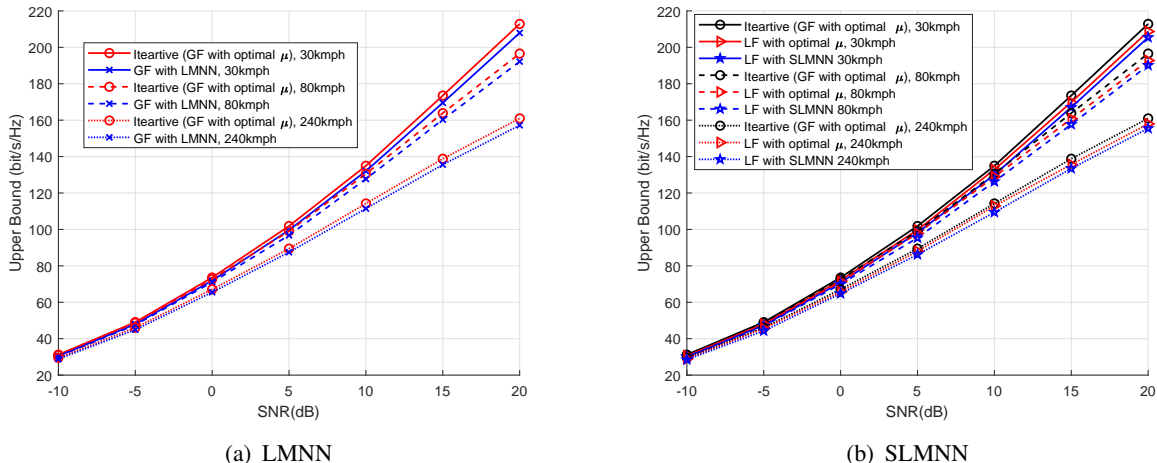 220
200
180
160
140
120
100
80
60
40
20
Upper Bound (bit/s/Hz)
Iteartive (GF with optimal μ), 30kmph
GF with LMNN, 30kmph
Iteartive (GF with optimal μ), 80kmph
GF with LMNN, 80kmph
Iteartive (GF with optimal μ), 240kmph
GF with LMNN, 240kmph
-10 -5 0 5 10 15 20
SNR(dB)
(a) LMNN
220
200
180
160
140
120
100
80
60
40
20
Upper Bound (bit/s/Hz)
Iteartive (GF with optimal μ), 30kmph
LF with optimal μ, 30kmph
LF with SLMNN 30kmph
Iteartive (GF with optimal μ), 80kmph
LF with optimal μ, 80kmph
LF with SLMNN 80kmph
Iteartive (GF with optimal μ), 240kmph
LF with optimal μ, 240kmph
LF with SLMNN 240kmph
-10 -5 0 5 10 15 20
SNR(dB)
(b) SLMNN